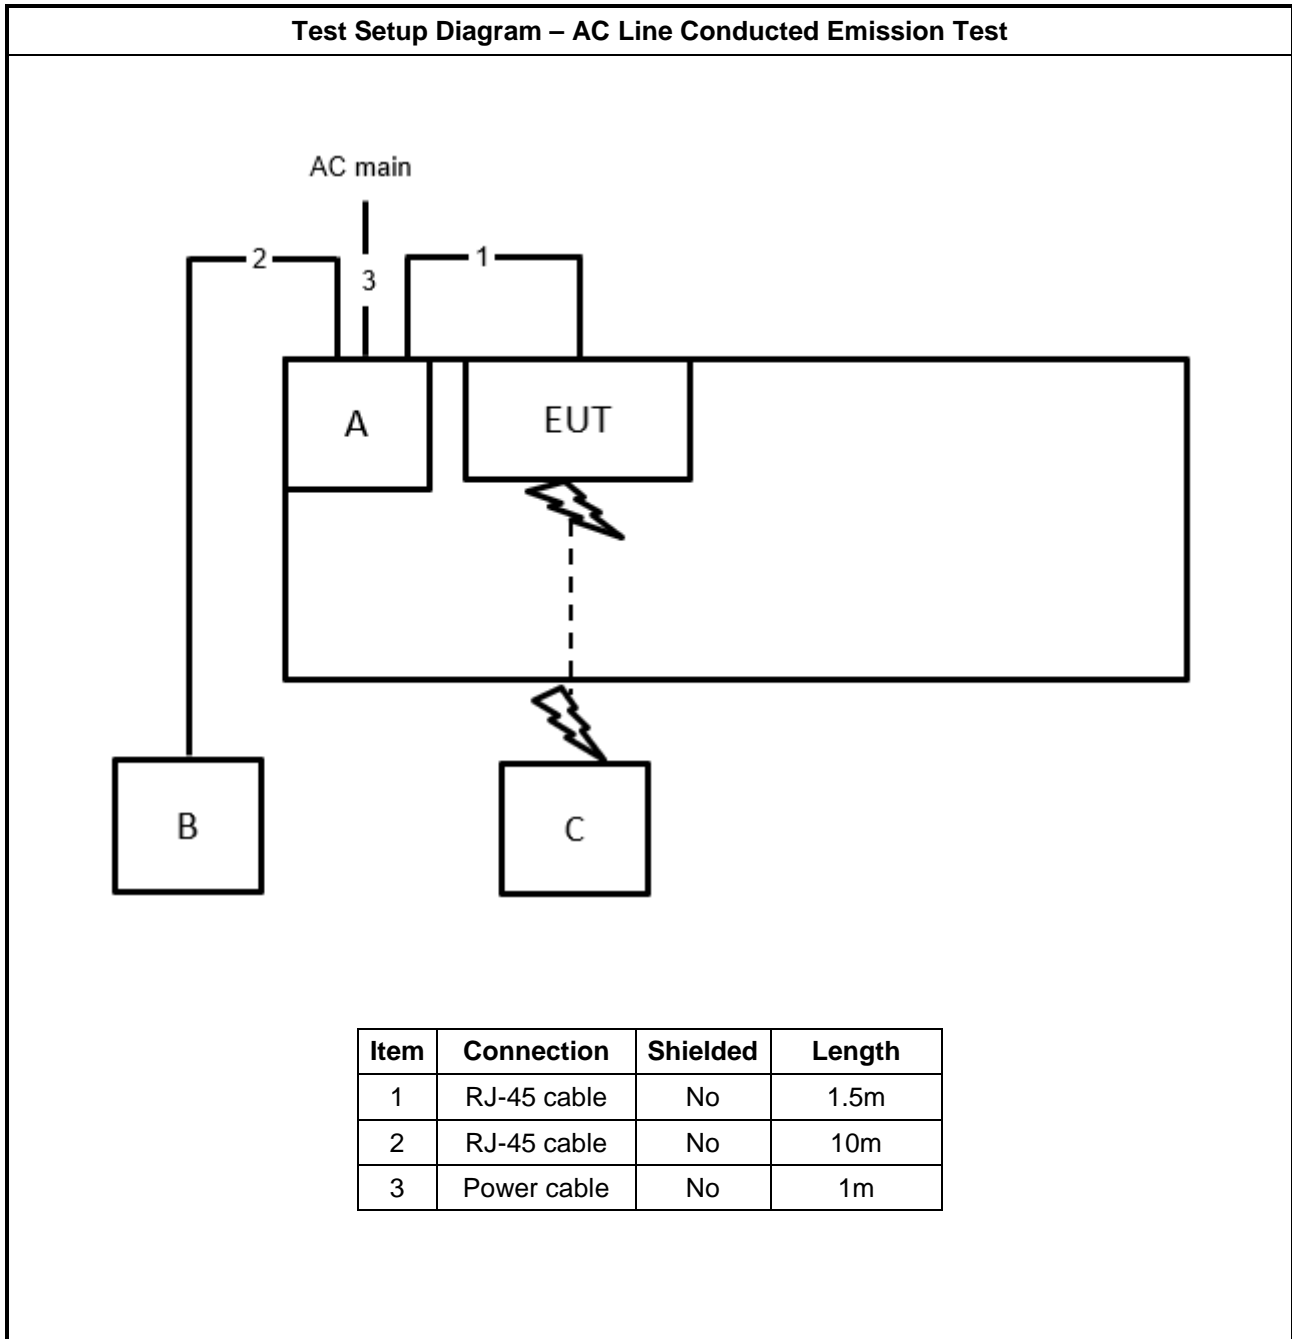 Test Setup Diagram – AC Line Conducted Emission Test
AC main
2
1
3
A
EUT
B
C
Item Connection Shielded Length
1 RJ-45 cable No 1.5m
2 RJ-45 cable No 10m
3 Power cable No 1m